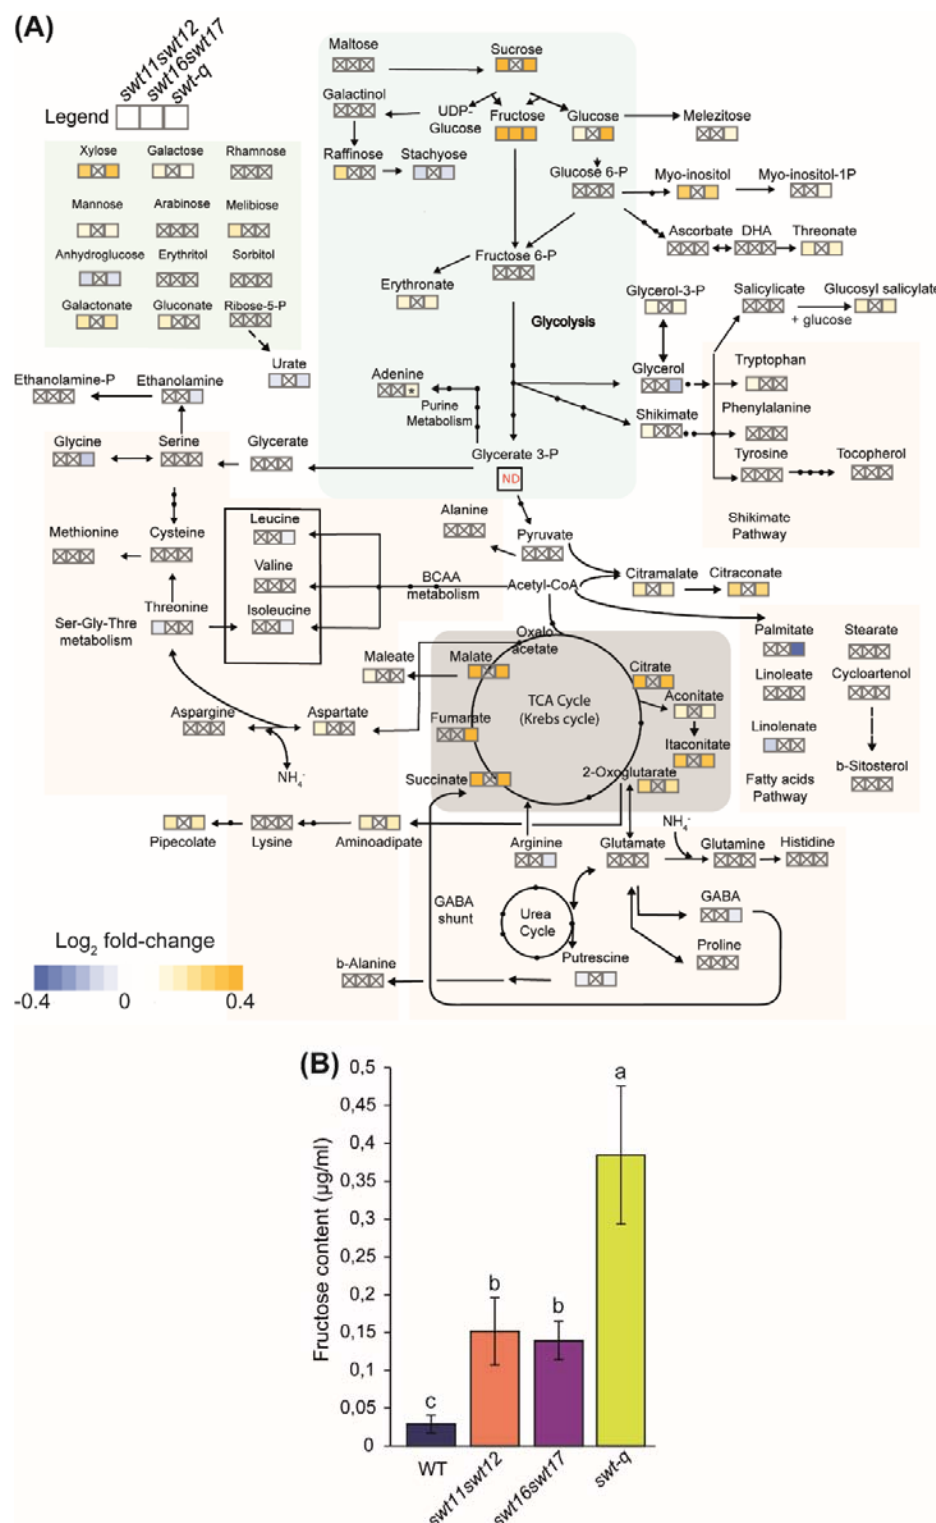 (A)
swt11swt12
swt16swt17
swt-q
Legend
Xylose Galactose Rhamnose
Mannose Arabinose Melibiose
Anhydroglucose Erythritol Sorbitol
Galactonate Gluconate Ribose-5-P
Urate
Maltose
Sucrose
Galactinol
UDP-
Glucose
Fructose
Glucose
Melezitose
Raffinose
Stachyose
Glucose 6-P
Myo-inositol
Myo-inositol-1P
Ascorbate
DHA
Threonate
Fructose 6-P
Erythronate
Glycerol-3-P
Salicylicate
Glucosyl salicylate
+ glucose
Glycolysis
Adenine
*
Purine
Metabolism
Glycerol
Tryptophan
Shikimate
Phenylalanine
Tyrosine
Tocopherol
Shikimate
Pathway
Ethanolamine-P
Ethanolamine
Glycine
Serine
Glycerate
Glycerate 3-P
ND
Methionine
Cysteine
Leucine
Valine
Isoleucine
Threonine
Ser-Gly-Thre
metabolism
BCAA
metabolism
Alanine
Pyruvate
Acetyl-CoA
Citramalate
Citraconate
Palmitate
Stearate
Linoleate
Cycloartenol
Linolenate
Fatty acids
Pathway
b-Sitosterol
Oxalo
acetate
Maleate
Malate
Citrate
Aconitate
TCA Cycle
(Krebs cycle)
Fumarate
Itaconitate
Succinate
2-Oxoglutarate
Aspargine
Aspartate
NH4-
Pipecolate
Lysine
Aminoadipate
Arginine
Glutamate
NH4-
Glutamine
Histidine
GABA
shunt
Urea
Cycle
GABA
Proline
Putrescine
b-Alanine
Log2 fold-change
-0.4 0 0.4
(B)
Fructose content (µg/ml)
0,5
0,45
0,4
0,35
0,3
0,25
0,2
0,15
0,1
0,05
0
c
b
b
a
WT
swt11swt12
swt16swt17
swt-q